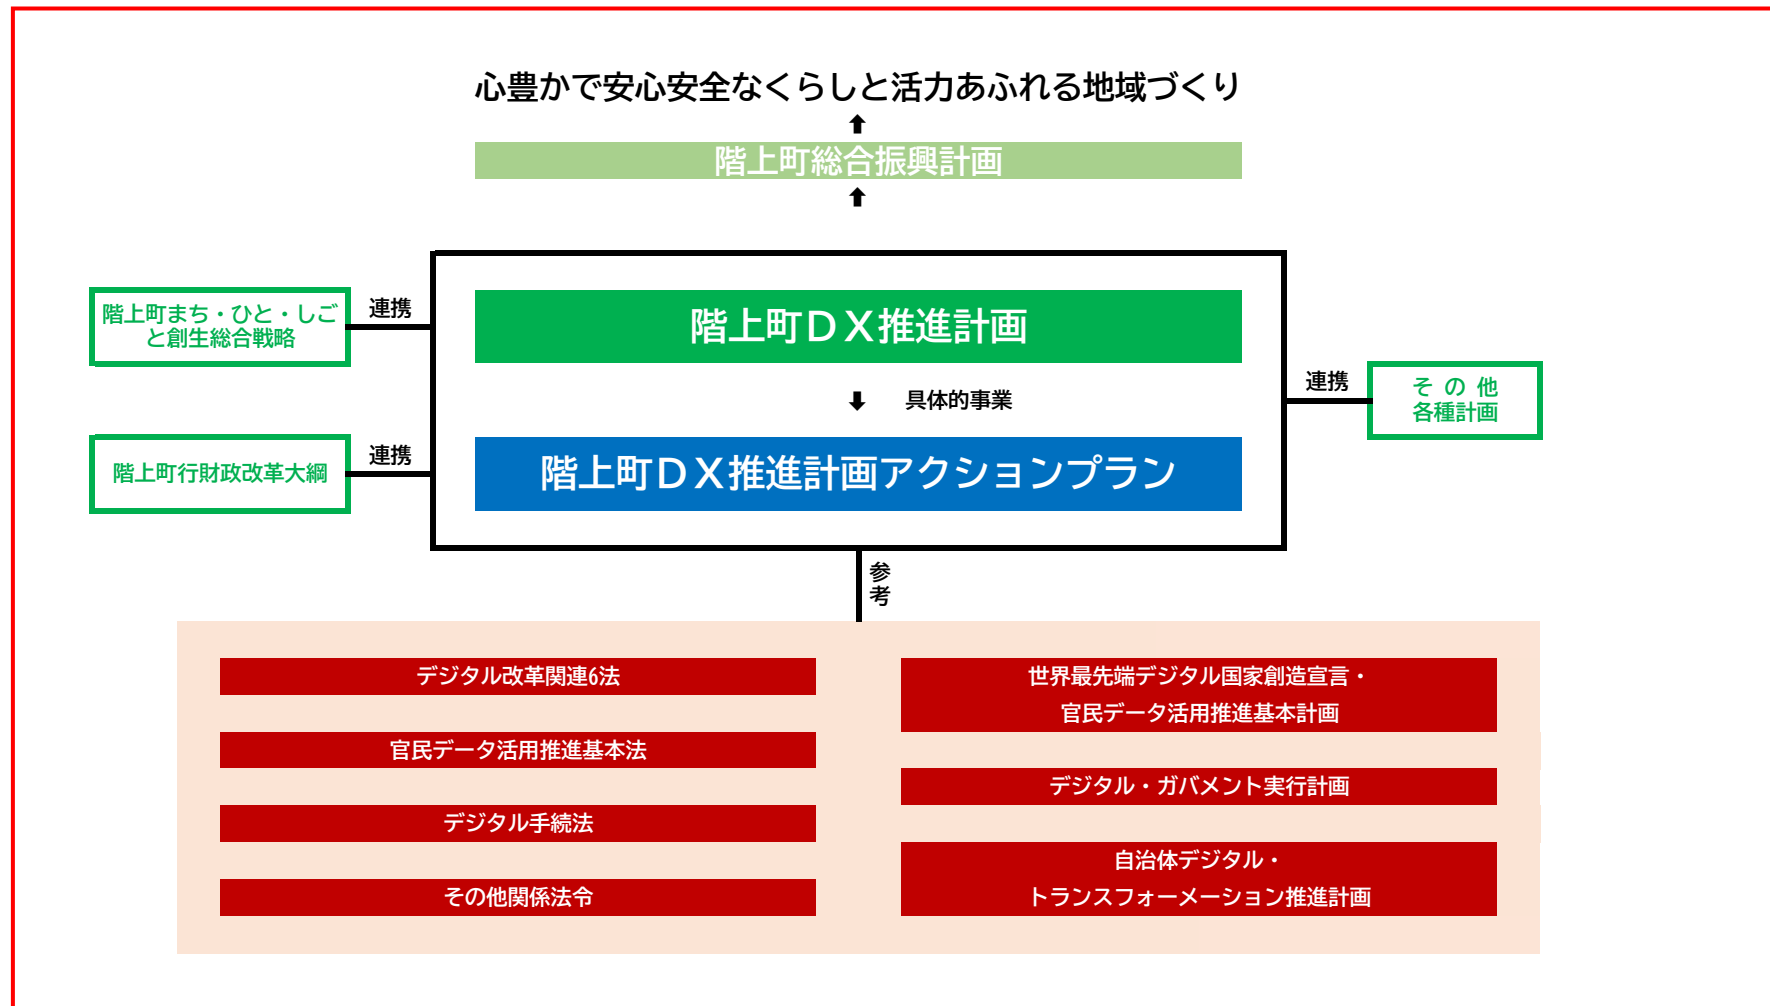 心豊かで安心安全なくらしと活力あふれる地域づくり
⬆
階上町総合振興計画
⬆
階上町まち・ひと・しご
と創生総合戦略
連携
階上町ＤＸ推進計画
⬇ 具体的事業
連携
その他
各種計画
階上町行財政改革大綱
連携
階上町ＤＸ推進計画アクションプラン
参
考
デジタル改革関連6法
官民データ活用推進基本法
デジタル手続法
その他関係法令
世界最先端デジタル国家創造宣言・
官民データ活用推進基本計画
デジタル・ガバメント実行計画
自治体デジタル・
トランスフォーメーション推進計画